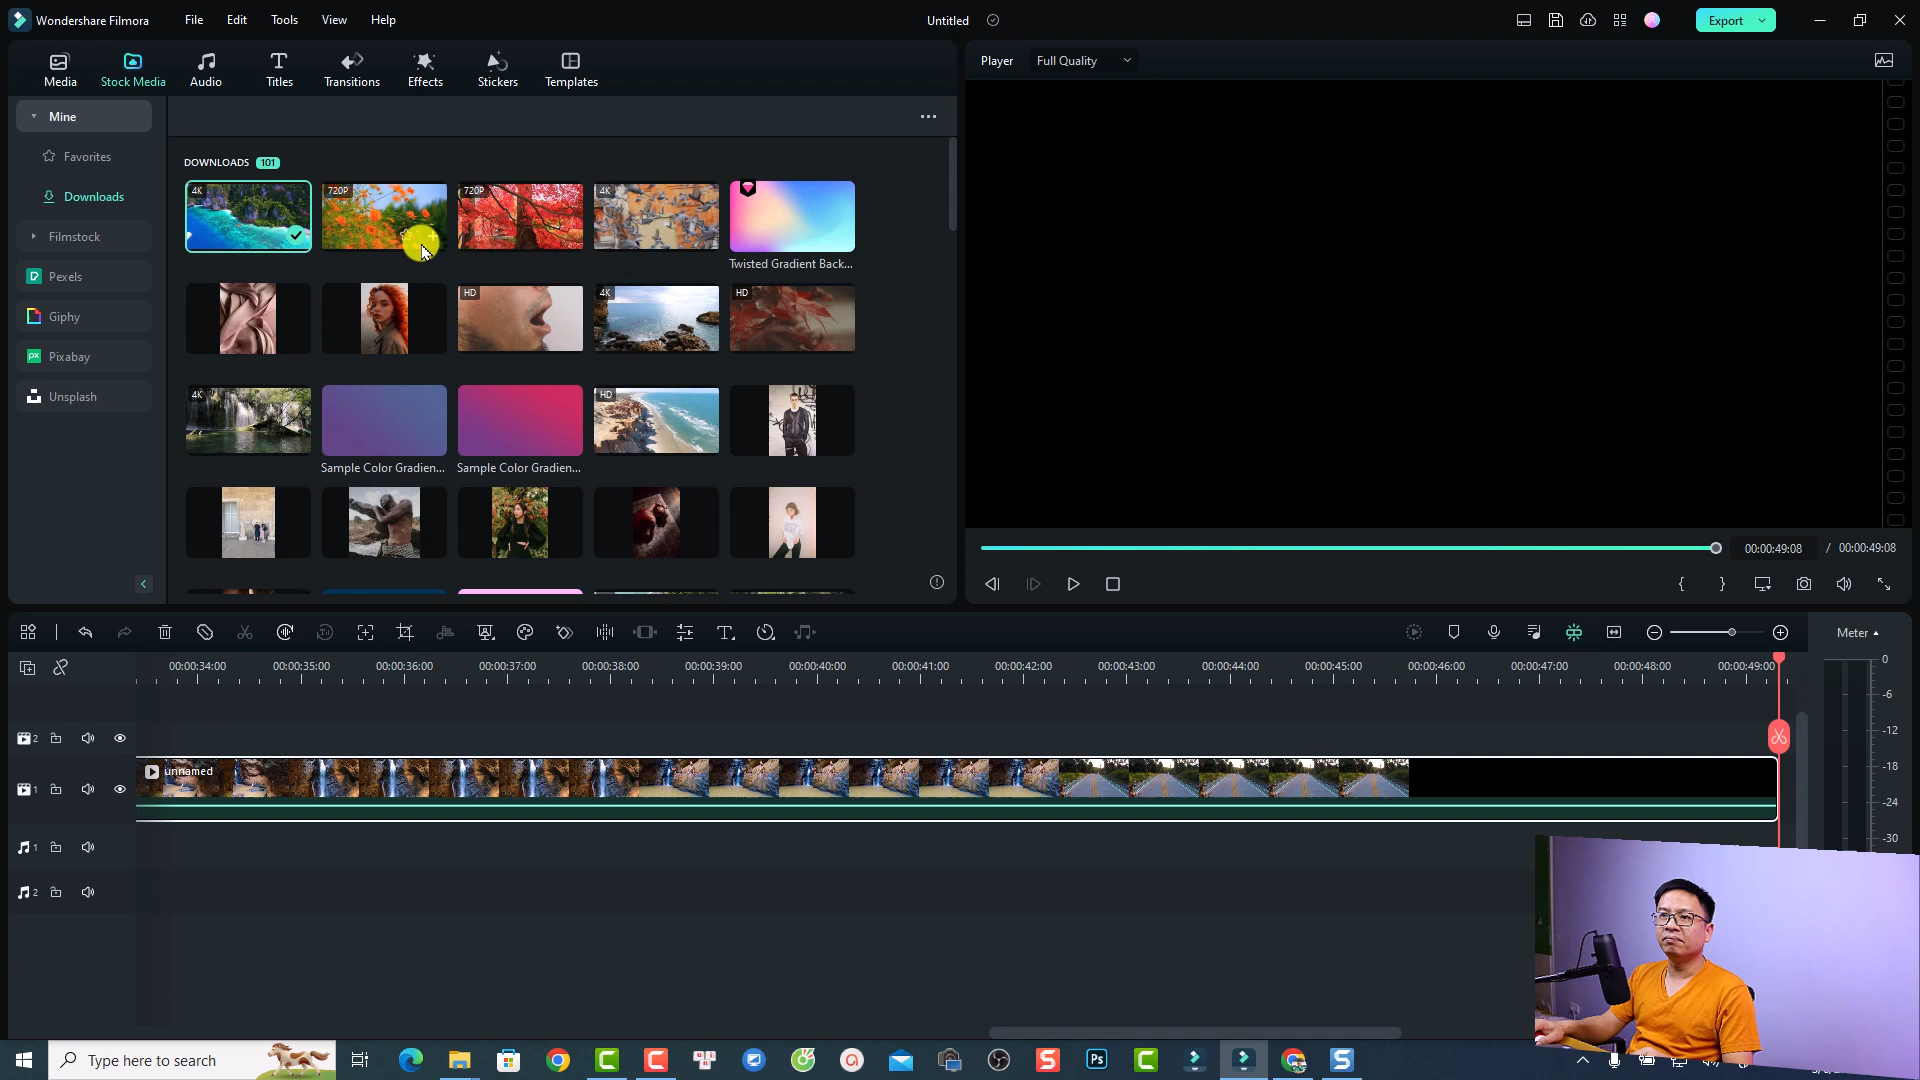 Wondershare Filmora
File
Edit
Tools
View
Help
Untitled
Export
Media
Stock Media
Audio
Titles
Transitions
Effects
Stickers
Templates
Player
Full Quality
Mine
Favorites
Downloads
Filmstock
Pexels
Giphy
Pixabay
Unsplash
DOWNLOADS 101
4K
720P
720P
4K
Twisted Gradient Back...
HD
4K
HD
4K
HD
Sample Color Gradien...
Sample Color Gradien...
00:00:49:08 / 00:00:49:08
Meter
00:00:34:00
00:00:35:00
00:00:36:00
00:00:37:00
00:00:38:00
00:00:39:00
00:00:40:00
00:00:41:00
00:00:42:00
00:00:43:00
00:00:44:00
00:00:45:00
00:00:46:00
00:00:47:00
00:00:48:00
00:00:49:00
0
-6
-12
-18
-24
-30
2
unnamed
1
1
2
Type here to search